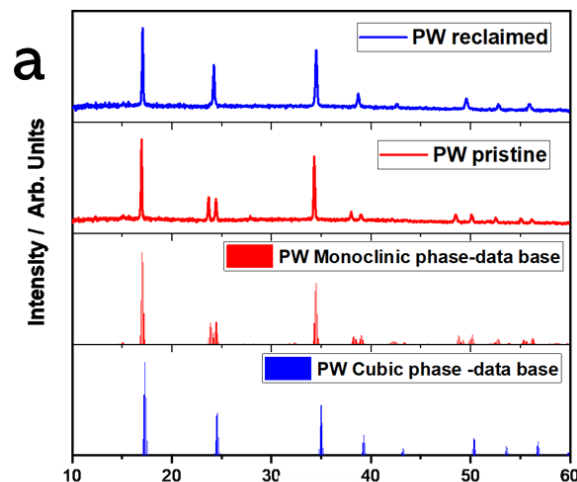 a
PW reclaimed
PW pristine
PW Monoclinic phase-data base
PW Cubic phase -data base
Intensity / Arb. Units
10 20 30 40 50 60